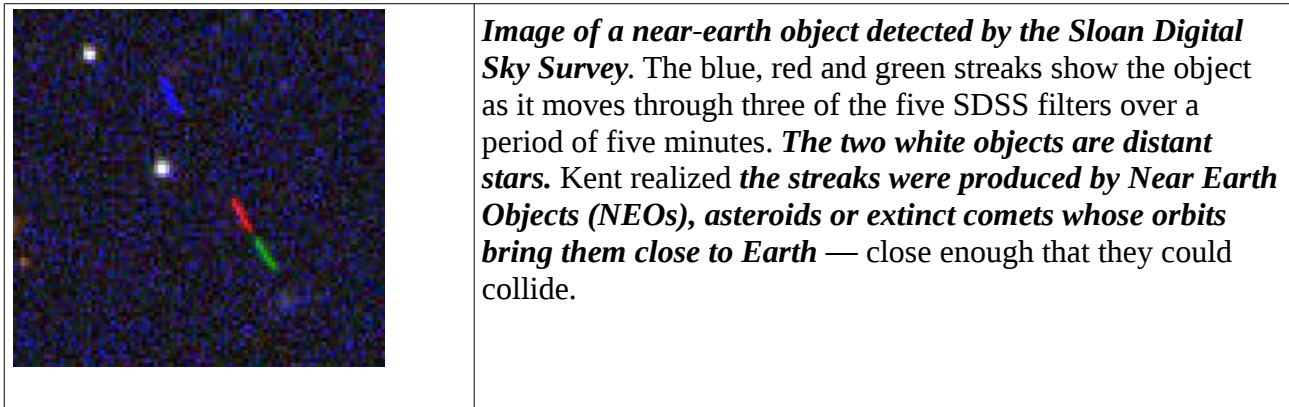 Image of a near-earth object detected by the Sloan Digital
Sky Survey. The blue, red and green streaks show the object
as it moves through three of the five SDSS filters over a
period of five minutes. The two white objects are distant
stars. Kent realized the streaks were produced by Near Earth
Objects (NEOs), asteroids or extinct comets whose orbits
bring them close to Earth — close enough that they could
collide.